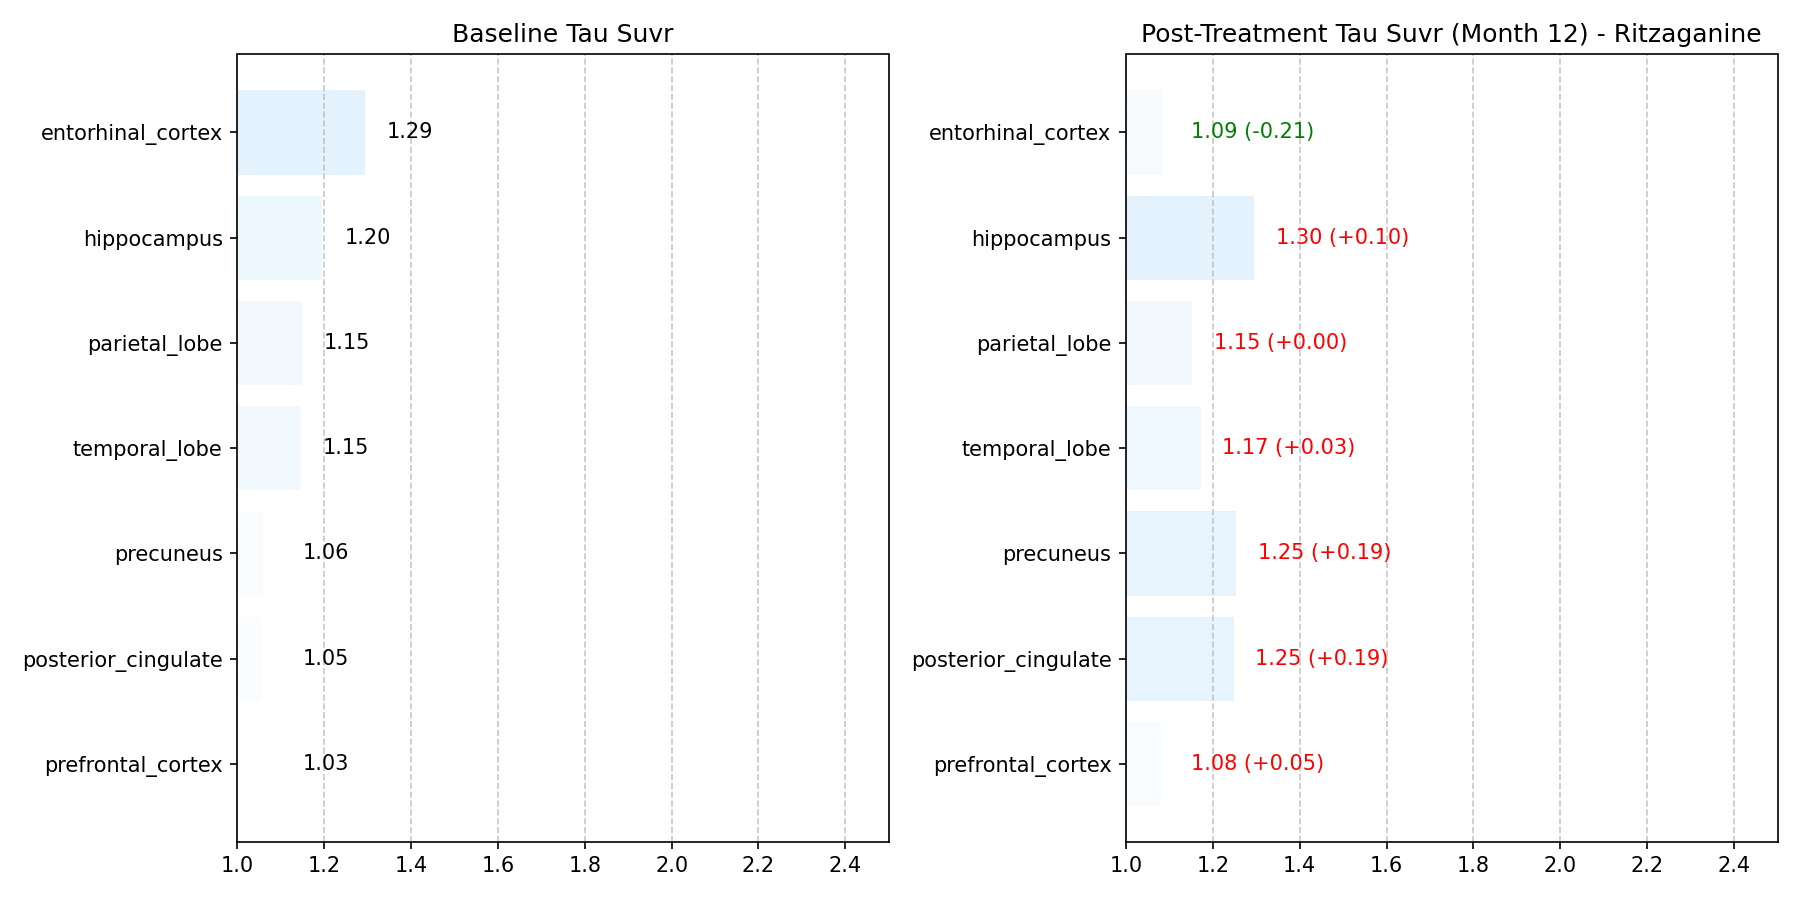 Baseline Tau Suvr
entorhinal_cortex
1.29
hippocampus
1.20
parietal_lobe
1.15
temporal_lobe
1.15
precuneus
1.06
posterior_cingulate
1.05
prefrontal_cortex
1.03
1.0 1.2 1.4 1.6 1.8 2.0 2.2 2.4
Post-Treatment Tau Suvr (Month 12) - Ritzaganine
entorhinal_cortex
1.09 (-0.21)
hippocampus
1.30 (+0.10)
parietal_lobe
1.15 (+0.00)
temporal_lobe
1.17 (+0.03)
precuneus
1.25 (+0.19)
posterior_cingulate
1.25 (+0.19)
prefrontal_cortex
1.08 (+0.05)
1.0 1.2 1.4 1.6 1.8 2.0 2.2 2.4